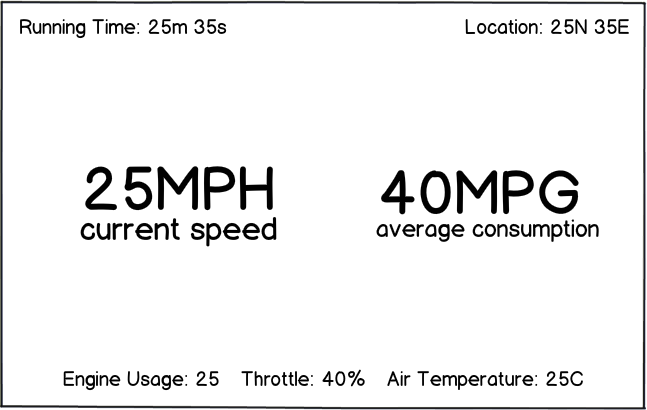 Running Time: 25m 35s
Location: 25N 35E
25MPH
current speed
40MPG
average consumption
Engine Usage: 25
Throttle: 40%
Air Temperature: 25C